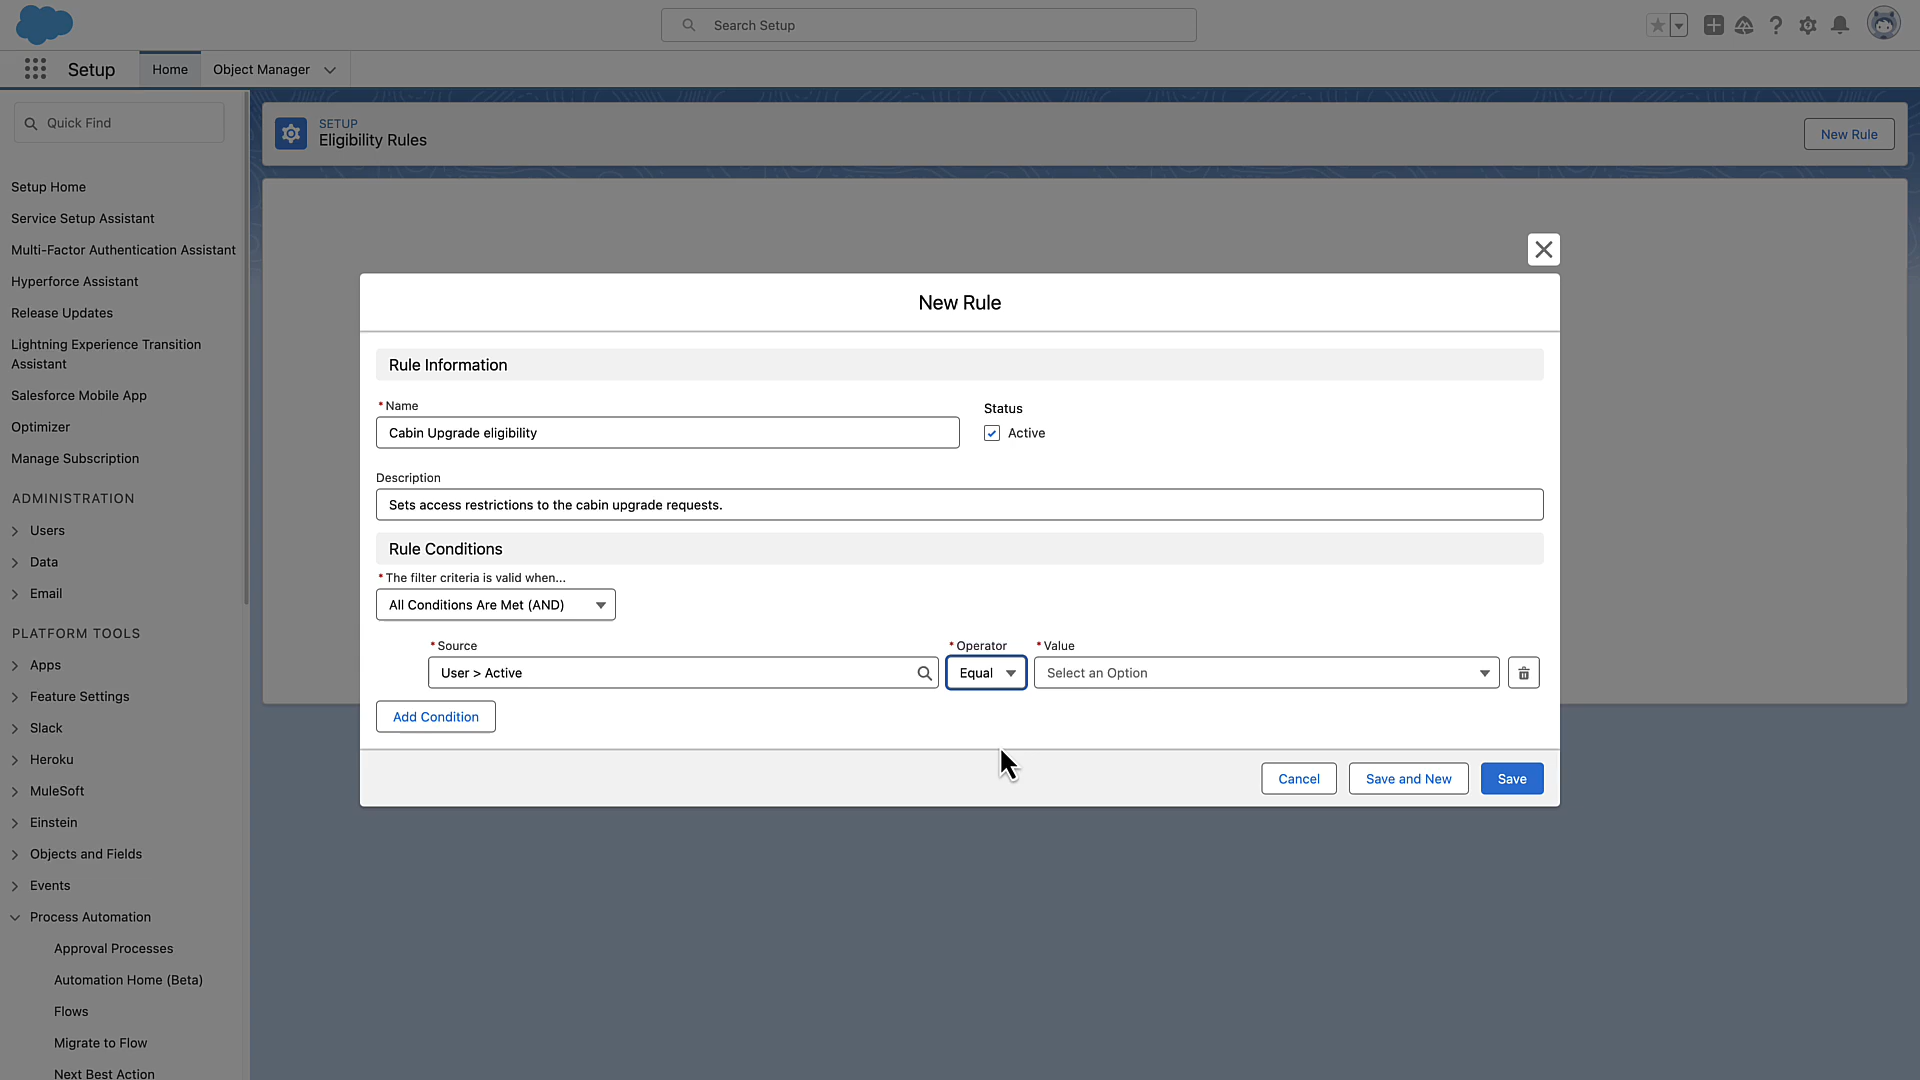 Search Setup
Setup
Home
Object Manager
Quick Find
SETUP
Eligibility Rules
New Rule
Setup Home
Service Setup Assistant
Multi-Factor Authentication Assistant
Hyperforce Assistant
Release Updates
Lightning Experience Transition
Assistant
Salesforce Mobile App
Optimizer
Manage Subscription
ADMINISTRATION
Users
Data
Email
PLATFORM TOOLS
Apps
Feature Settings
Slack
Heroku
MuleSoft
Einstein
Objects and Fields
Events
Process Automation
Approval Processes
Automation Home (Beta)
Flows
Migrate to Flow
Next Best Action
New Rule
Rule Information
* Name
Cabin Upgrade eligibility
Status
Active
Description
Sets access restrictions to the cabin upgrade requests.
Rule Conditions
* The filter criteria is valid when...
All Conditions Are Met (AND)
* Source
* Operator
* Value
User > Active
Equal
Select an Option
Add Condition
Cancel
Save and New
Save